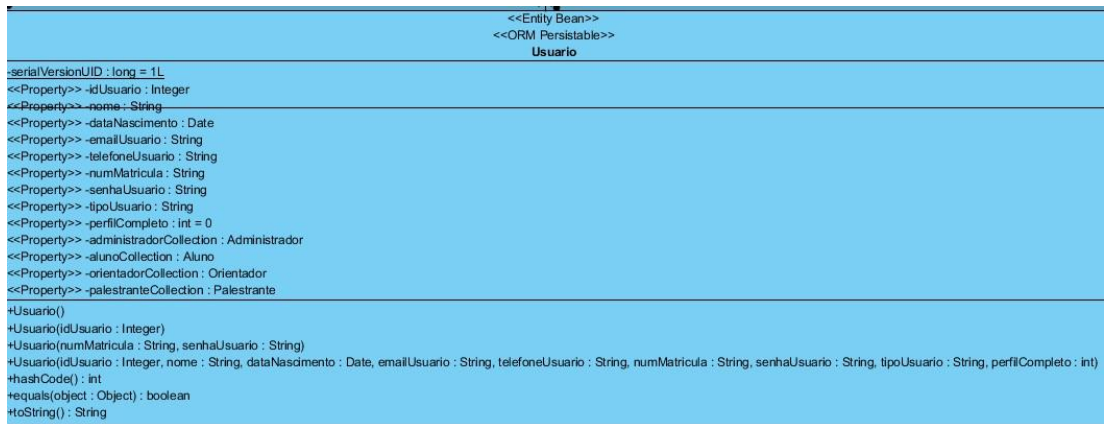 <<Entity Bean>>
<<ORM Persistable>>
Usuario
-serialVersionUID : long = 1L
<<Property>> -idUsuario : Integer
<<Property>> -nome : String
<<Property>> -dataNascimento : Date
<<Property>> -emailUsuario : String
<<Property>> -telefoneUsuario : String
<<Property>> -numMatricula : String
<<Property>> -senhaUsuario : String
<<Property>> -tipoUsuario : String
<<Property>> -perfilCompleto : int = 0
<<Property>> -administradorCollection : Administrador
<<Property>> -alunoCollection : Aluno
<<Property>> -orientadorCollection : Orientador
<<Property>> -palestranteCollection : Palestrante
+Usuario()
+Usuario(idUsuario : Integer)
+Usuario(numMatricula : String, senhaUsuario : String)
+Usuario(idUsuario : Integer, nome : String, dataNascimento : Date, emailUsuario : String, telefoneUsuario : String, numMatricula : String, senhaUsuario : String, tipoUsuario : String, perfilCompleto : int)
+hashCode() : int
+equals(object : Object) : boolean
+toString() : String